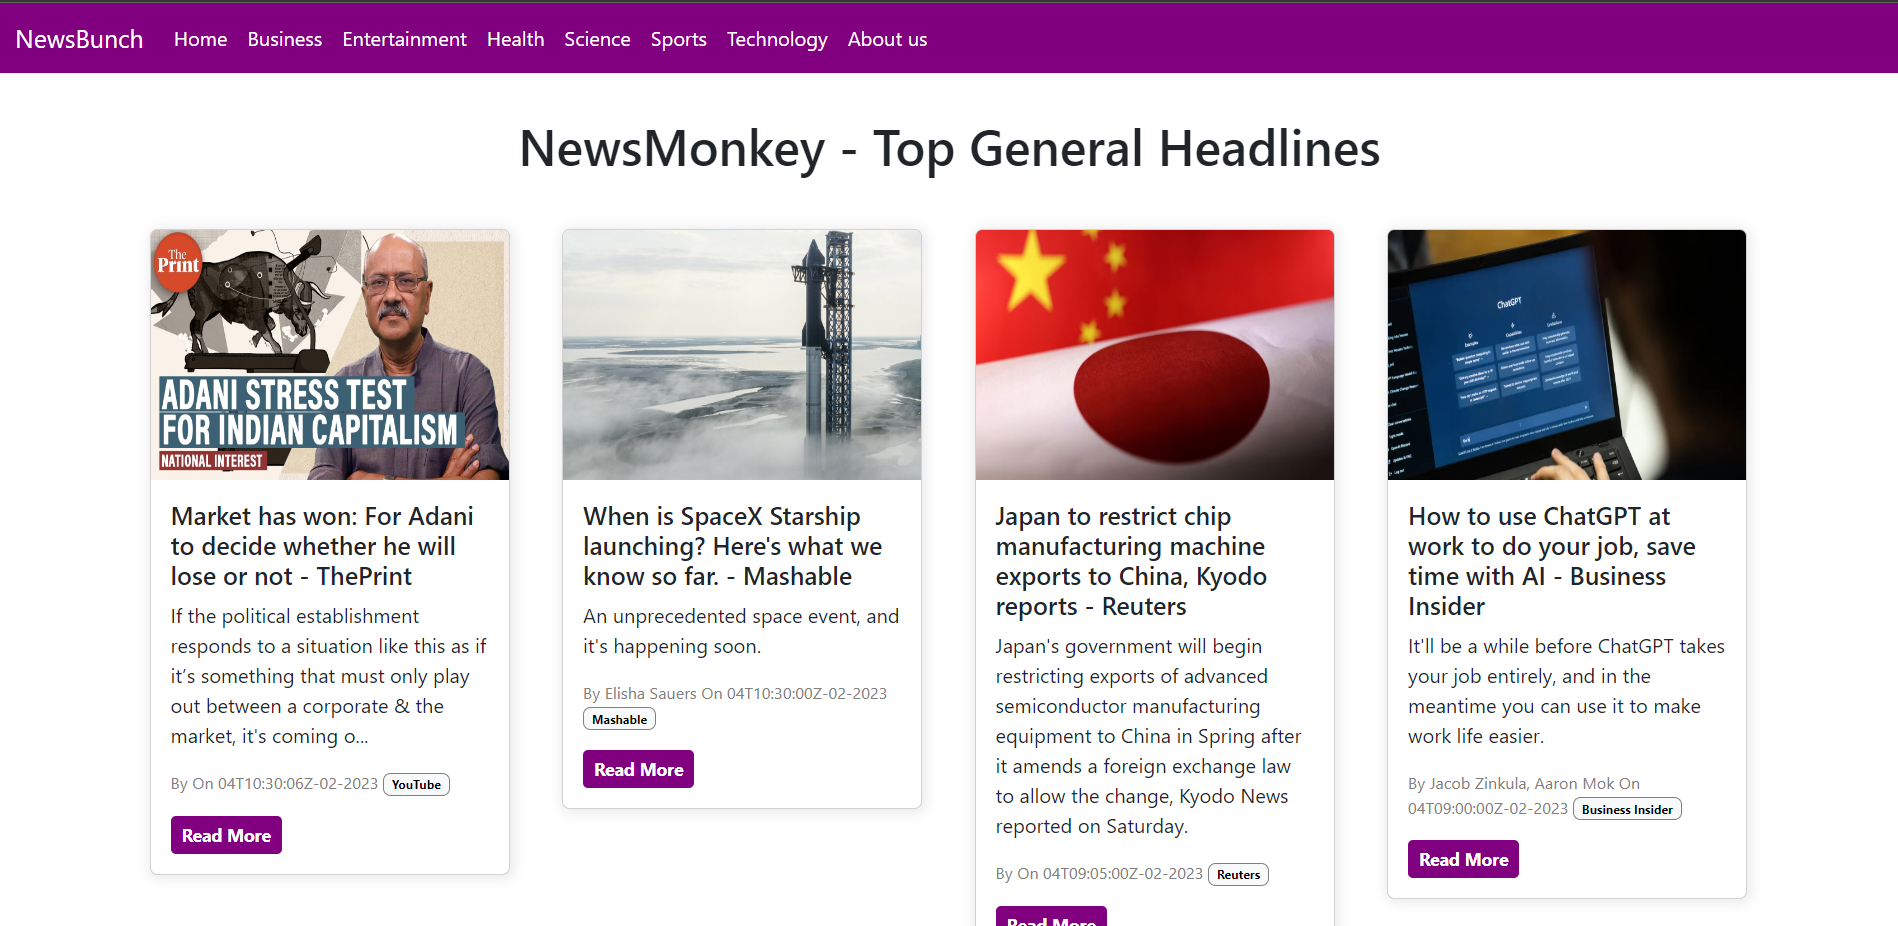 NewsBunch Home Business Entertainment Health Science Sports Technology About us
NewsMonkey - Top General Headlines
The
Print
ADANI STRESS TEST
FOR INDIAN CAPITALISM
NATIONAL INTEREST
Market has won: For Adani
to decide whether he will
lose or not - ThePrint
If the political establishment
responds to a situation like this as if
it’s something that must only play
out between a corporate & the
market, it's coming o...
By On 04T10:30:06Z-02-2023 YouTube
Read More
When is SpaceX Starship
launching? Here's what we
know so far. - Mashable
An unprecedented space event, and
it's happening soon.
By Elisha Sauers On 04T10:30:00Z-02-2023
Mashable
Read More
Japan to restrict chip
manufacturing machine
exports to China, Kyodo
reports - Reuters
Japan's government will begin
restricting exports of advanced
semiconductor manufacturing
equipment to China in Spring after
it amends a foreign exchange law
to allow the change, Kyodo News
reported on Saturday.
By On 04T09:05:00Z-02-2023 Reuters
Read More
ChatGPT
Examples Capabilities Limitations
How to use ChatGPT at
work to do your job, save
time with AI - Business
Insider
It'll be a while before ChatGPT takes
your job entirely, and in the
meantime you can use it to make
work life easier.
By Jacob Zinkula, Aaron Mok On
04T09:00:00Z-02-2023 Business Insider
Read More